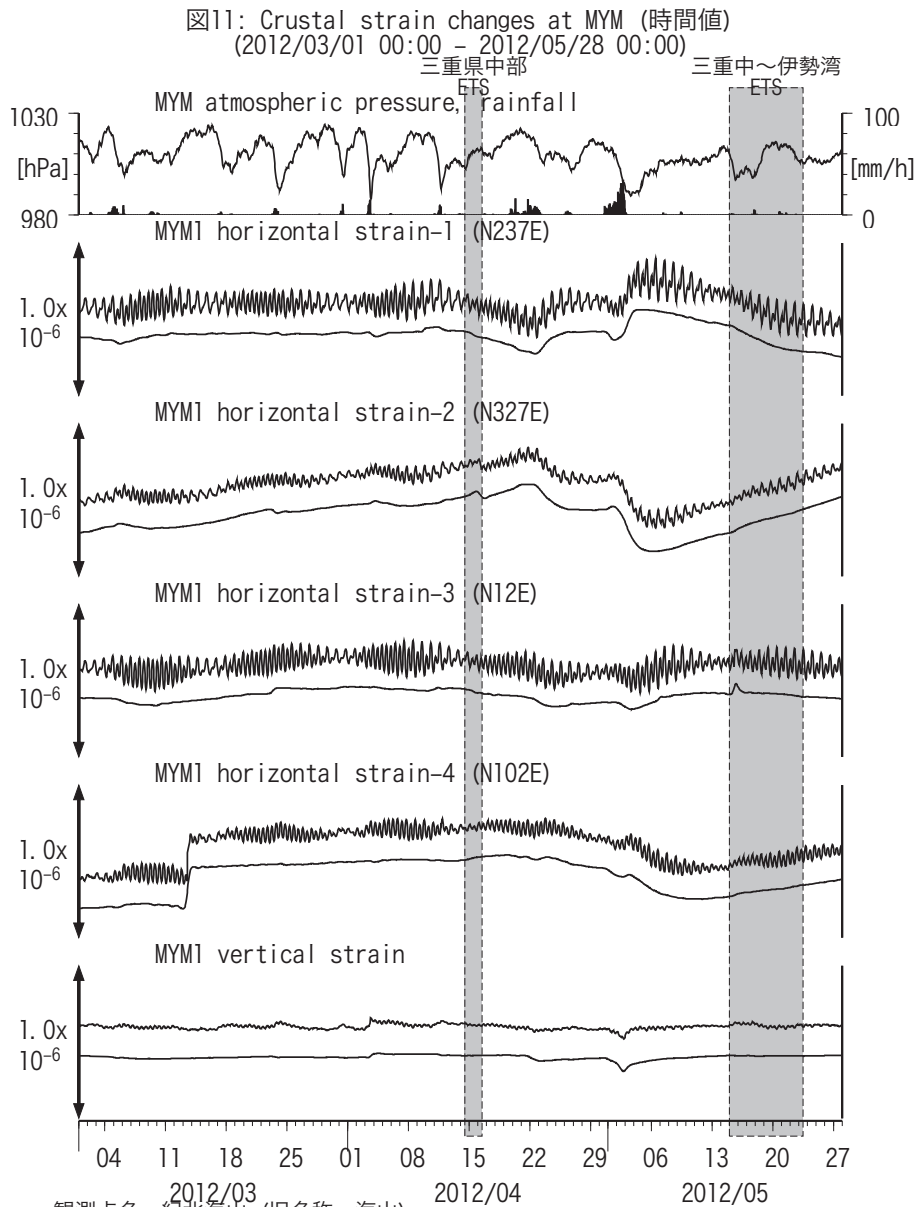 図11: Crustal strain changes at MYM (時間値)
(2012/03/01 00:00 – 2012/05/28 00:00)
三重県中部
ETS
三重中～伊勢湾
ETS
MYM atmospheric pressure, rainfall
1030
[hPa]
980
100
[mm/h]
0
MYM1 horizontal strain–1 (N237E)
1.0x
10–6
MYM1 horizontal strain–2 (N327E)
1.0x
10–6
MYM1 horizontal strain–3 (N12E)
1.0x
10–6
MYM1 horizontal strain–4 (N102E)
1.0x
10–6
MYM1 vertical strain
1.0x
10–6
04 11 18 25 01 08 15 22 29 06 13 20 27
2012/03 2012/04 2012/05